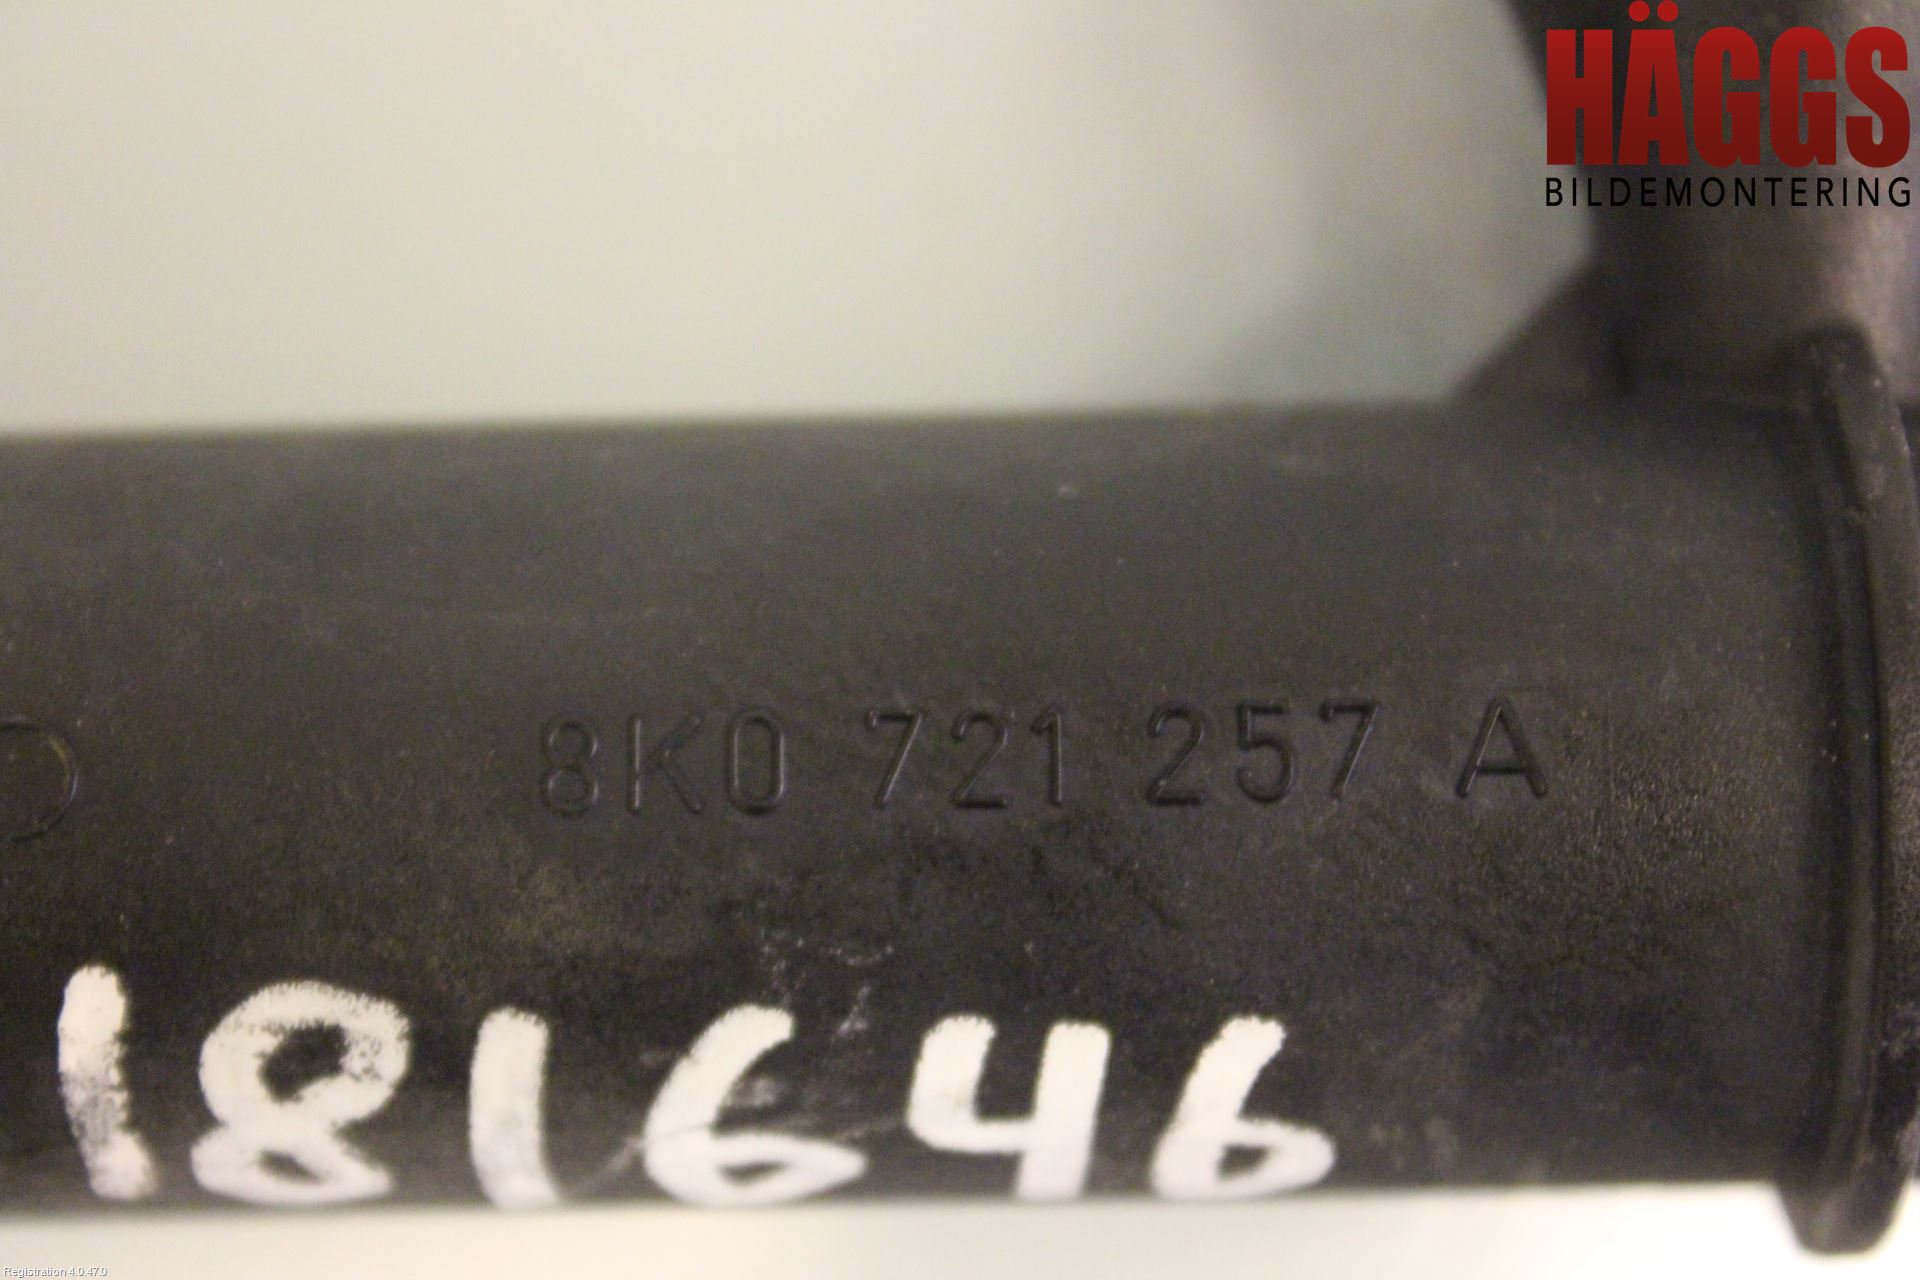 HÄGGS
BILDEMONTERING
8K0 721 257 A
181646
Registration 4.0.47.0